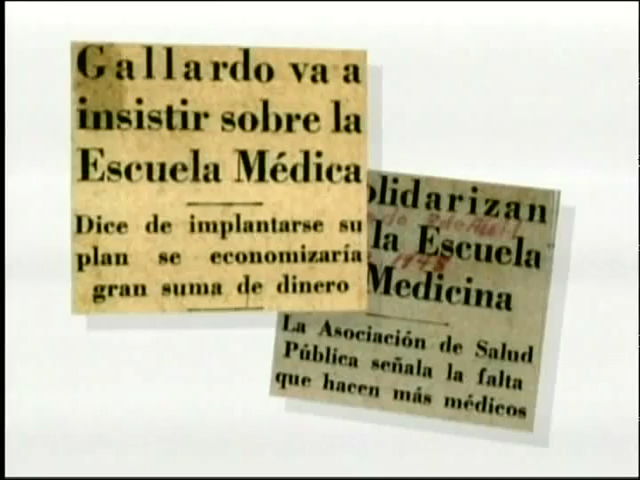 Gallardo va a
insistir sobre la
Escuela Médica
Dice de implantarse su
plan se economizaría
gran suma de dinero
olidarizan
la Escuela
Medicina
La Asociación de Salud
Pública señala la falta
que hacen más médicos